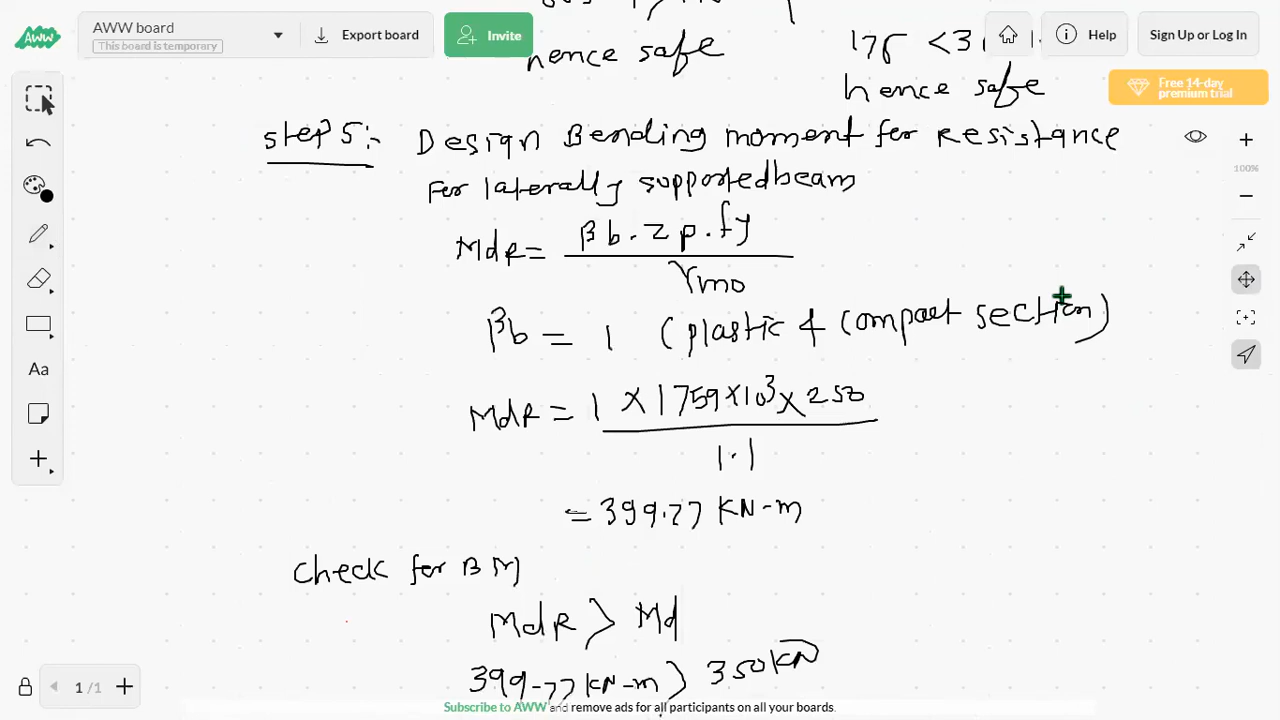 AWW board
This board is temporary
Export board
Invite
Help
Sign Up or Log In
Free 14-day
premium trial
hence safe
175 < 3
hence safe
step 5:- Design Bending moment for Resistance
For laterally supported beam
MdR = βb.zp.fy
γmo
βb = 1 (plastic & compact section)
MdR = 1 × 1759×10³ × 250
1.1
= 399.77 KN-m
check for BM
MdR > Md
399.77 KN-m > 350 KN
100%
Aa
1 /1
Subscribe to AWW and remove ads for all participants on all your boards.